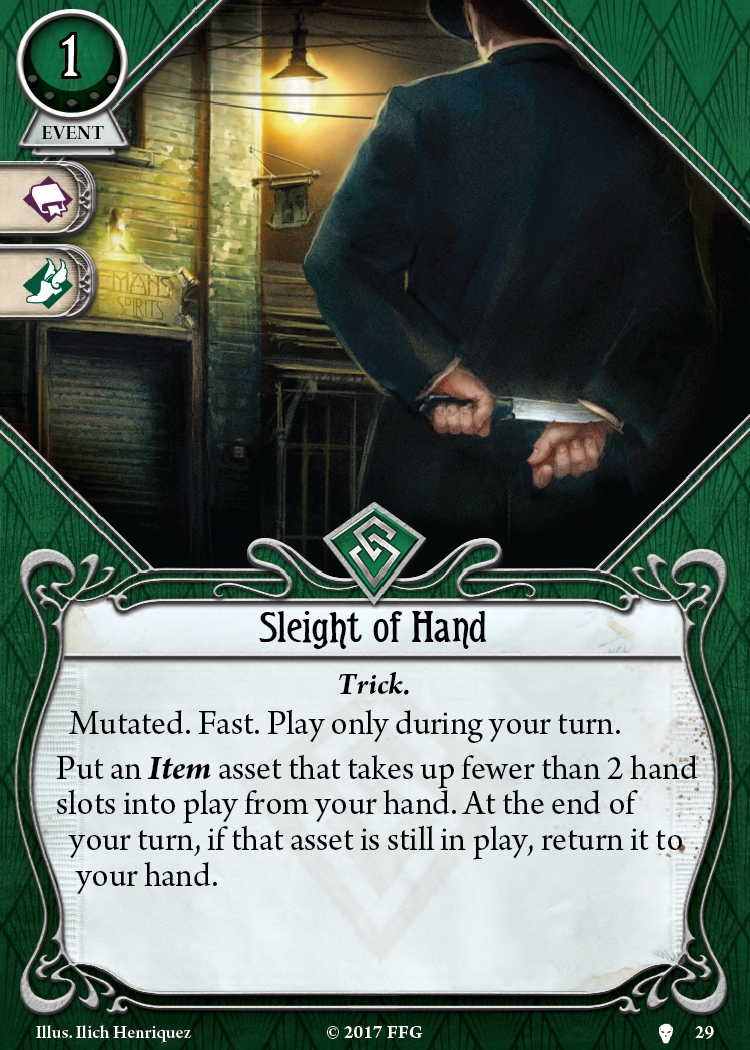 1
EVENT
MANS
SPIRITS
Sleight of Hand
Trick.
Mutated. Fast. Play only during your turn.
Put an Item asset that takes up fewer than 2 hand
slots into play from your hand. At the end of
your turn, if that asset is still in play, return it to
your hand.
Illus. Ilich Henriquez
© 2017 FFG
29